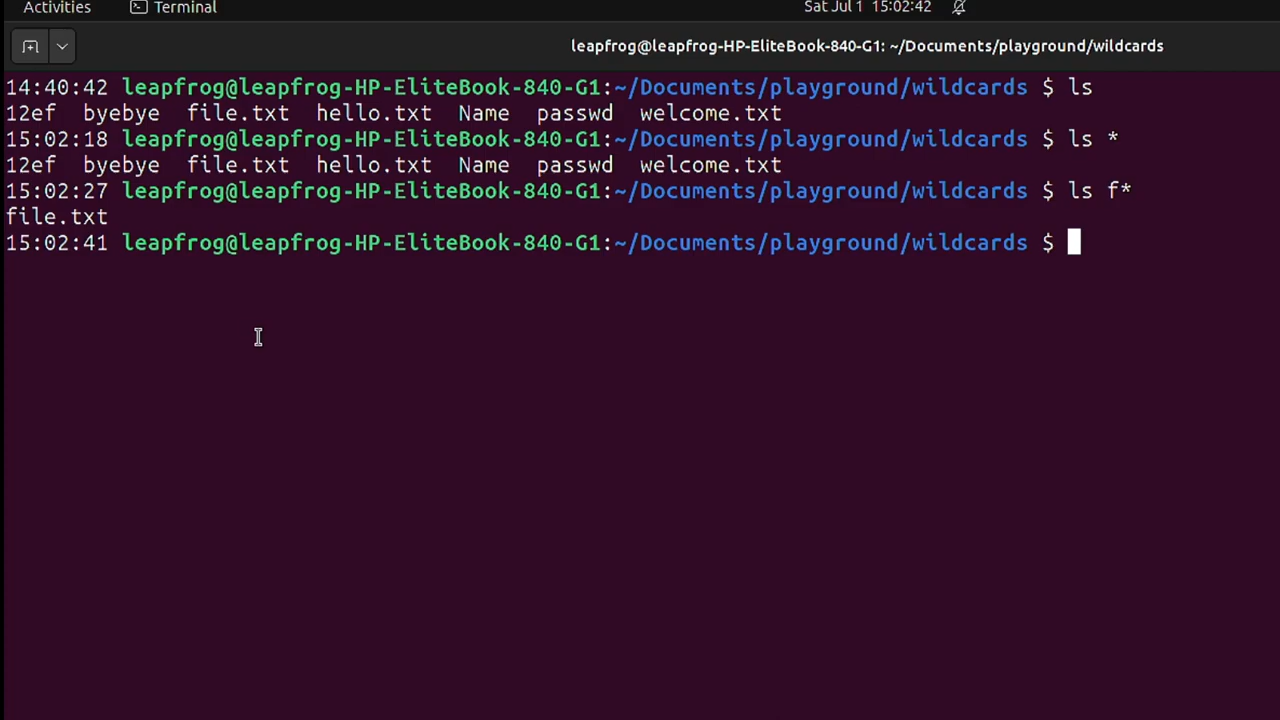 Activities Terminal Sat Jul 1 15:02:42
leapfrog@leapfrog-HP-EliteBook-840-G1: ~/Documents/playground/wildcards
14:40:42 leapfrog@leapfrog-HP-EliteBook-840-G1:~/Documents/playground/wildcards $ ls
12ef  byebye  file.txt  hello.txt  Name  passwd  welcome.txt
15:02:18 leapfrog@leapfrog-HP-EliteBook-840-G1:~/Documents/playground/wildcards $ ls *
12ef  byebye  file.txt  hello.txt  Name  passwd  welcome.txt
15:02:27 leapfrog@leapfrog-HP-EliteBook-840-G1:~/Documents/playground/wildcards $ ls f*
file.txt
15:02:41 leapfrog@leapfrog-HP-EliteBook-840-G1:~/Documents/playground/wildcards $